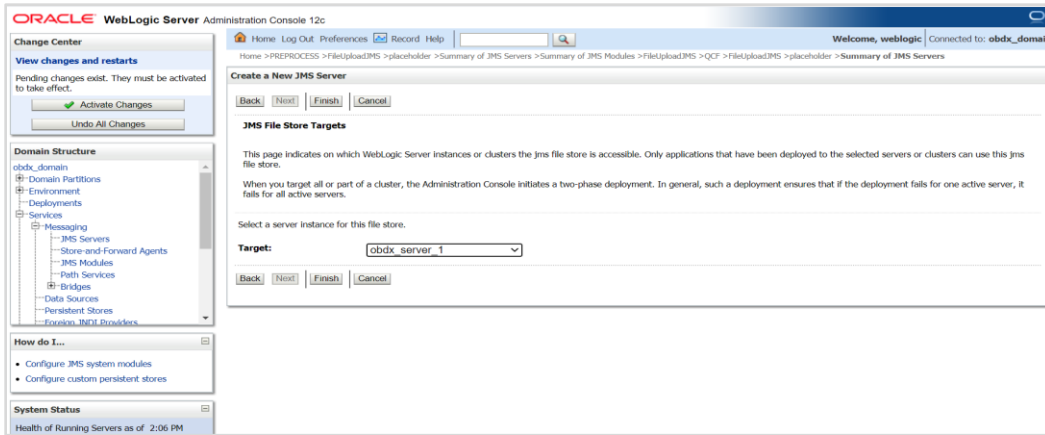 ORACLE WebLogic Server Administration Console 12c
Change Center
View changes and restarts
Pending changes exist. They must be activated
to take effect.
Activate Changes
Undo All Changes
Domain Structure
obdx_domain
Domain Partitions
Environment
Deployments
Services
Messaging
JMS Servers
Store-and-Forward Agents
JMS Modules
Path Services
Bridges
Data Sources
Persistent Stores
Foreign JNDI Providers
How do I...
Configure JMS system modules
Configure custom persistent stores
System Status
Health of Running Servers as of 2:06 PM
Home Log Out Preferences Record Help
Welcome, weblogic Connected to: obdx_domai
Home >PREPROCESS >FileUploadJMS >placeholder >Summary of JMS Servers >Summary of JMS Modules >FileUploadJMS >QCF >FileUploadJMS >placeholder >Summary of JMS Servers
Create a New JMS Server
Back Next Finish Cancel
JMS File Store Targets
This page indicates on which WebLogic Server instances or clusters the jms file store is accessible. Only applications that have been deployed to the selected servers or clusters can use this jms
file store.
When you target all or part of a cluster, the Administration Console initiates a two-phase deployment. In general, such a deployment ensures that if the deployment fails for one active server, it
fails for all active servers.
Select a server instance for this file store.
Target: obdx_server_1
Back Next Finish Cancel